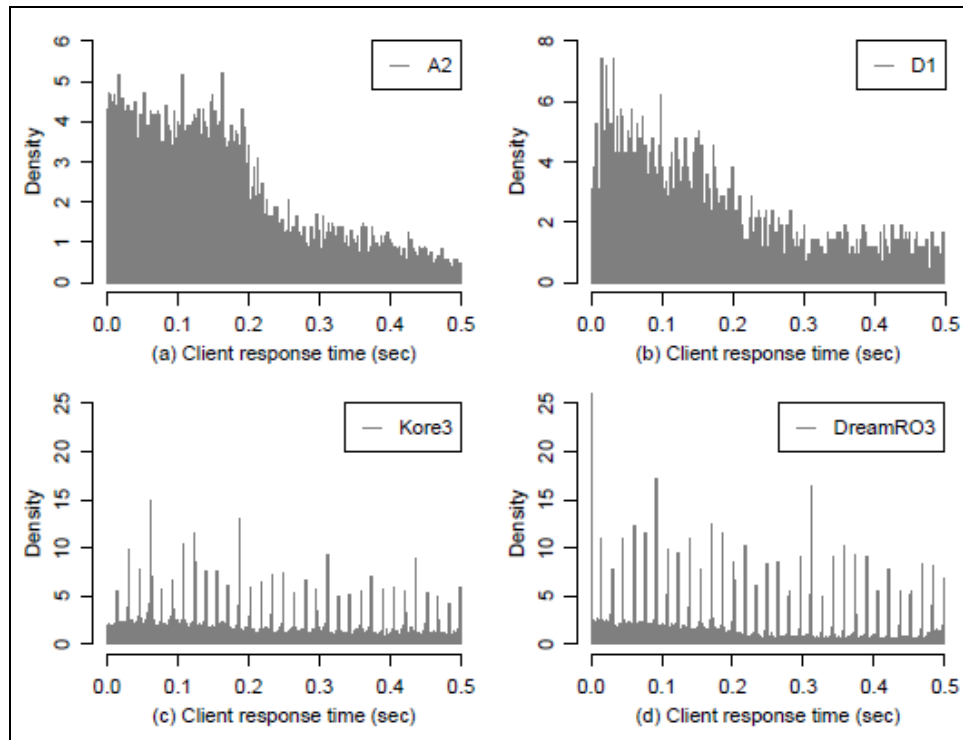 A2
Density
6
5
4
3
2
1
0
0.0 0.1 0.2 0.3 0.4 0.5
(a) Client response time (sec)
D1
Density
8
6
4
2
0
0.0 0.1 0.2 0.3 0.4 0.5
(b) Client response time (sec)
Kore3
Density
25
20
15
10
5
0
0.0 0.1 0.2 0.3 0.4 0.5
(c) Client response time (sec)
DreamRO3
Density
25
20
15
10
5
0
0.0 0.1 0.2 0.3 0.4 0.5
(d) Client response time (sec)